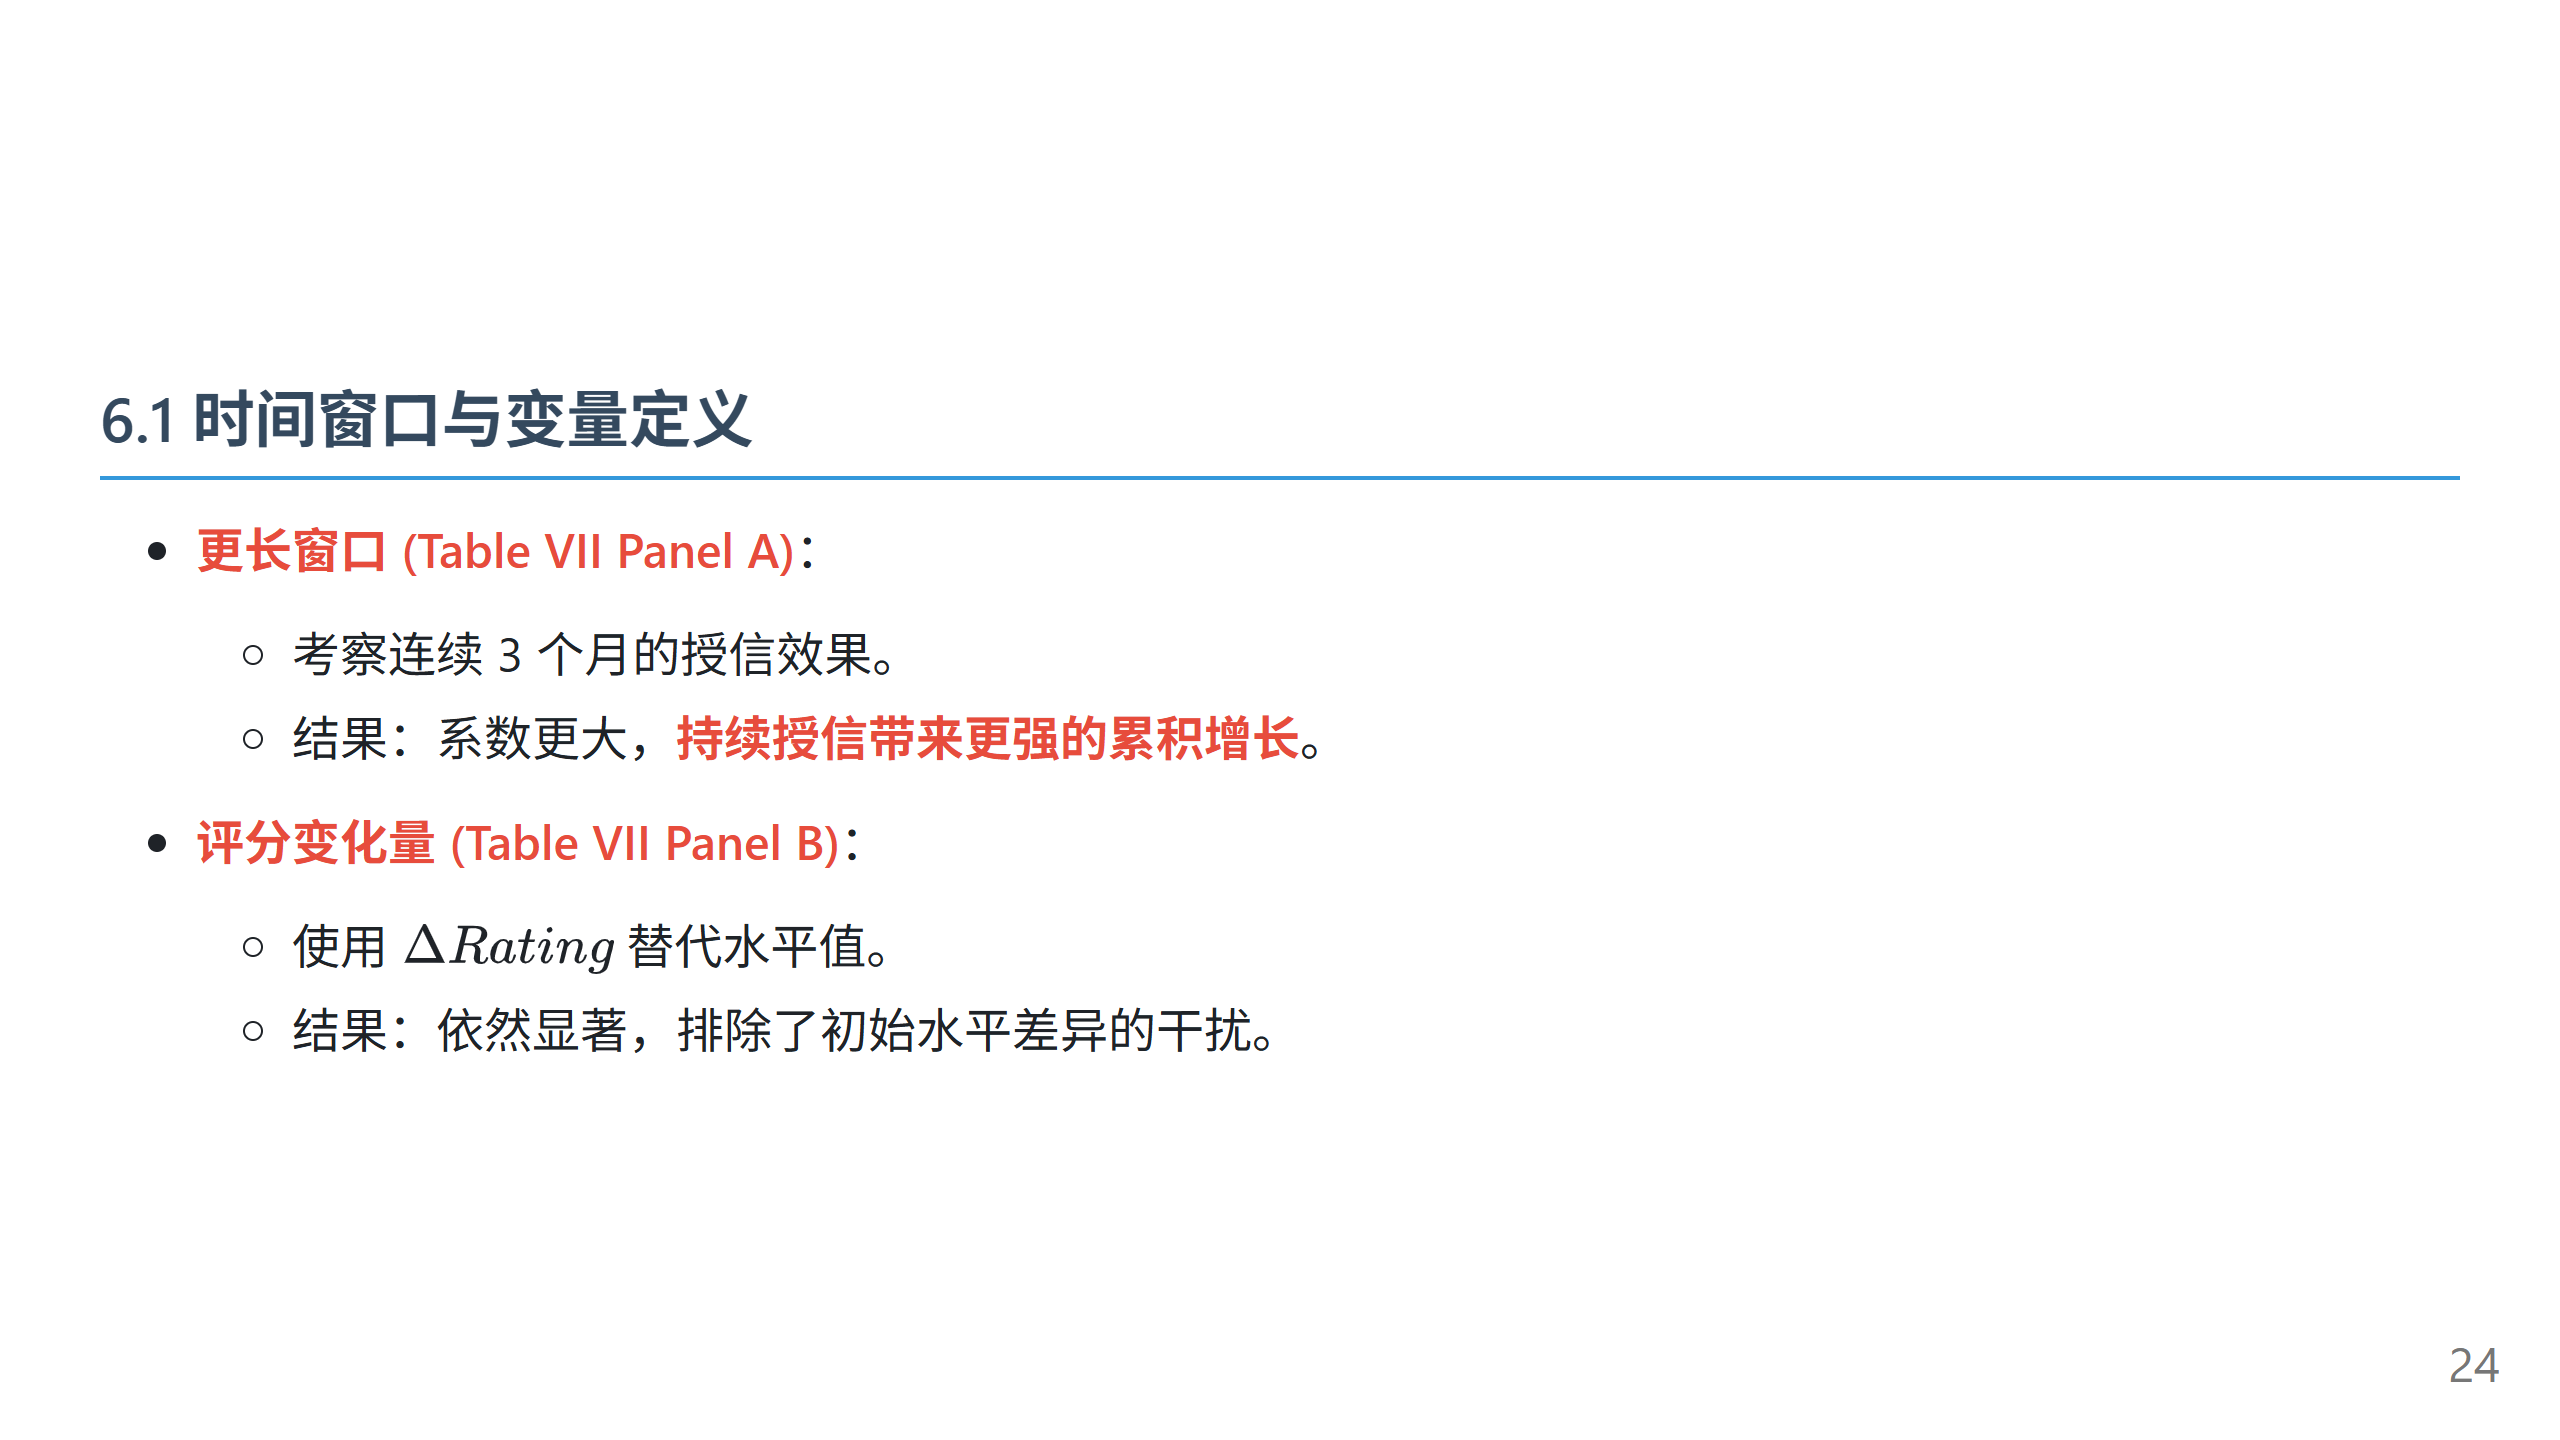 6.1 时间窗口与变量定义
更长窗口 (Table VII Panel A)：
考察连续 3 个月的授信效果。
结果：系数更大，持续授信带来更强的累积增长。
评分变化量 (Table VII Panel B)：
使用 ΔRating 替代水平值。
结果：依然显著，排除了初始水平差异的干扰。
24